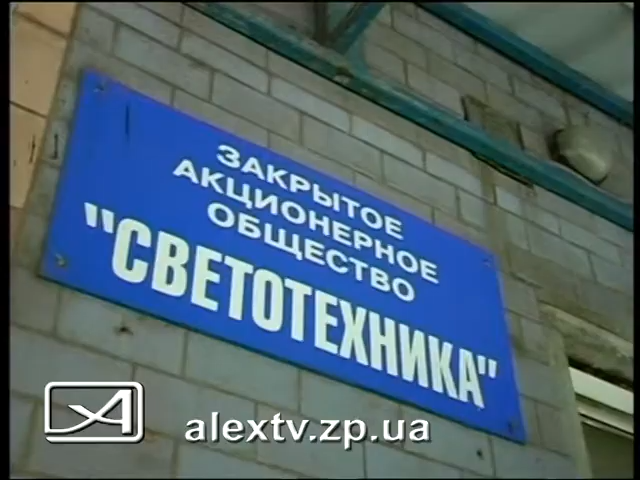 ЗАКРЫТОЕ
АКЦИОНЕРНОЕ
ОБЩЕСТВО
"СВЕТОТЕХНИКА"
alextv.zp.ua